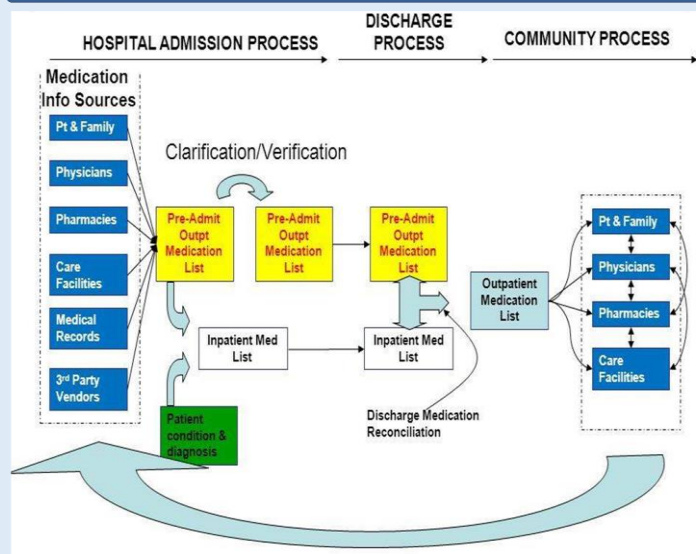 DISCHARGE
HOSPITAL ADMISSION PROCESS
PROCESS
COMMUNITY PROCESS
Medication
Info Sources
Pt & Family
Physicians
Pharmacies
Care
Facilities
Medical
Records
3rd Party
Vendors
Clarification/Verification
Pre-Admit
Outpt
Medication
List
Pre-Admit
Outpt
Medication
List
Pre-Admit
Outpt
Medication
List
Inpatient Med
List
Inpatient Med
List
Patient
condition &
diagnosis
Discharge Medication
Reconciliation
Outpatient
Medication
List
Pt & Family
Physicians
Pharmacies
Care
Facilities